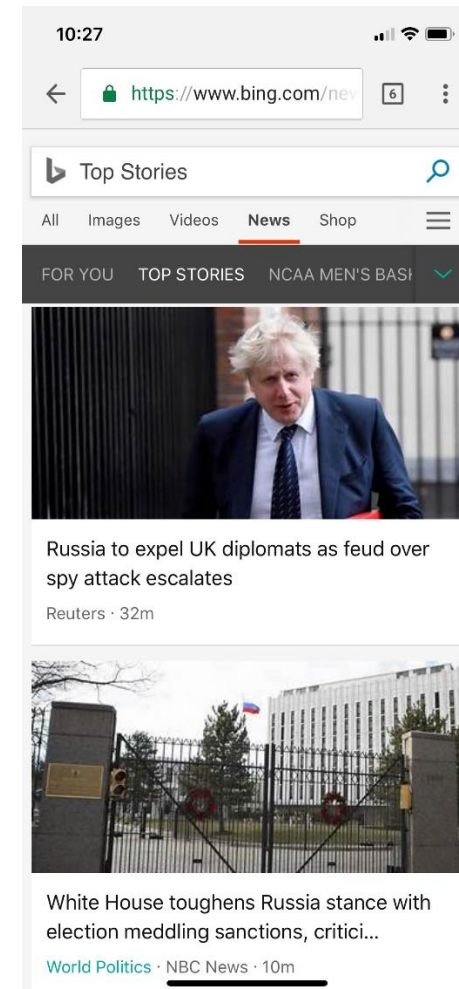 10:27
https://www.bing.com/nev
6
Top Stories
All Images Videos News Shop
FOR YOU TOP STORIES NCAA MEN'S BASK
Russia to expel UK diplomats as feud over
spy attack escalates
Reuters · 32m
White House toughens Russia stance with
election meddling sanctions, critici...
World Politics · NBC News · 10m